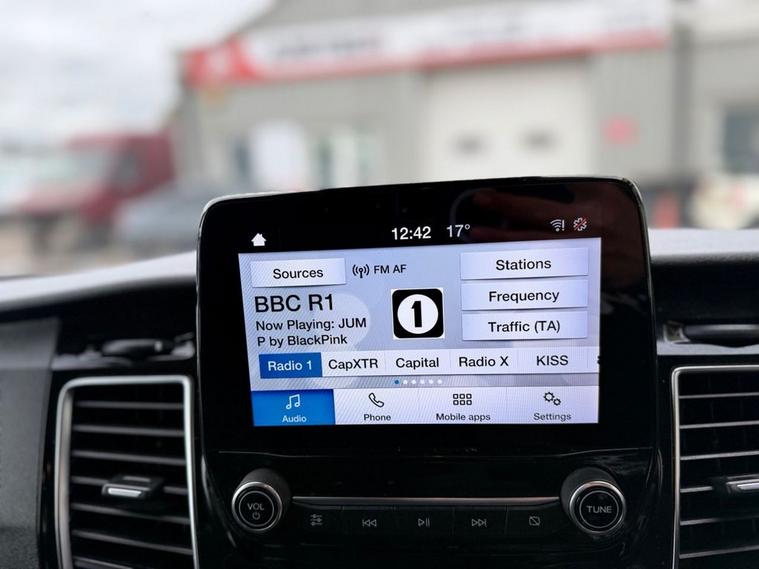 12:42 17°
Sources
FM AF
Stations
BBC R1
Now Playing: JUM
P by BlackPink
1
Frequency
Traffic (TA)
Radio 1
CapXTR
Capital
Radio X
KISS
Audio
Phone
Mobile apps
Settings
VOL
TUNE